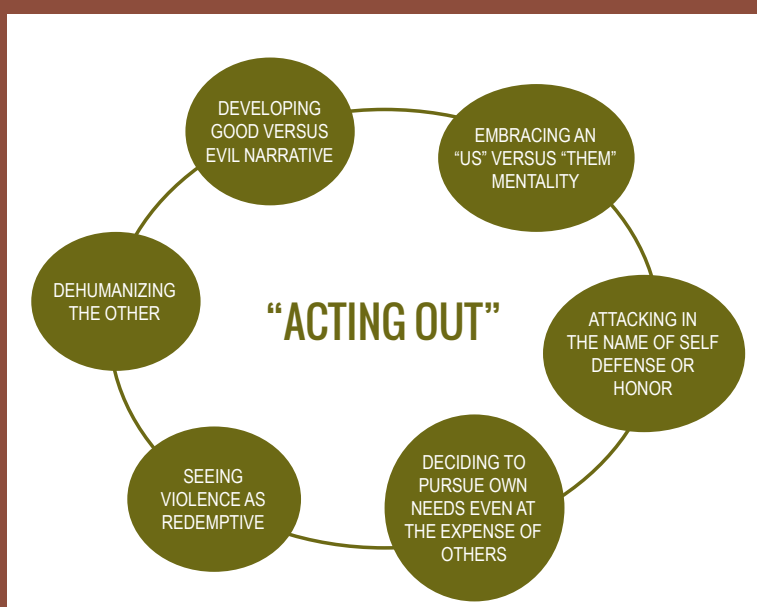 DEVELOPING
GOOD VERSUS
EVIL NARRATIVE
EMBRACING AN
“US” VERSUS “THEM”
MENTALITY
DEHUMANIZING
THE OTHER
“ACTING OUT”
ATTACKING IN
THE NAME OF SELF
DEFENSE OR
HONOR
SEEING
VIOLENCE AS
REDEMPTIVE
DECIDING TO
PURSUE OWN
NEEDS EVEN AT
THE EXPENSE OF
OTHERS